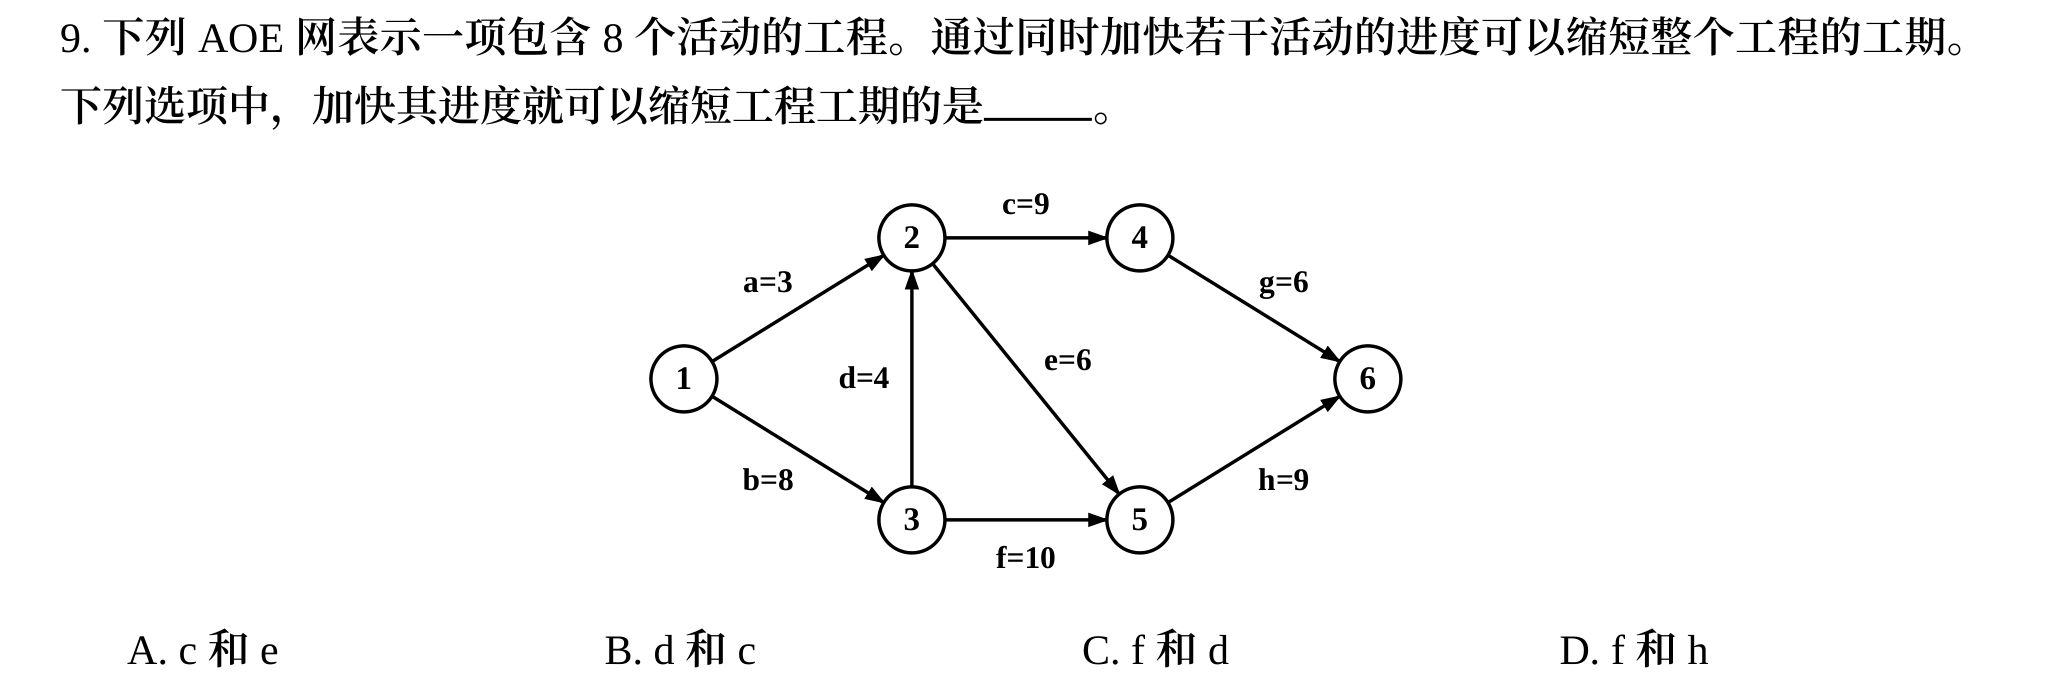 9. 下列 AOE 网表示一项包含 8 个活动的工程。通过同时加快若干活动的进度可以缩短整个工程的工期。
下列选项中，加快其进度就可以缩短工程工期的是_____。
c=9
2
4
a=3
g=6
d=4
e=6
1
6
b=8
h=9
3
5
f=10
A. c 和 e
B. d 和 c
C. f 和 d
D. f 和 h